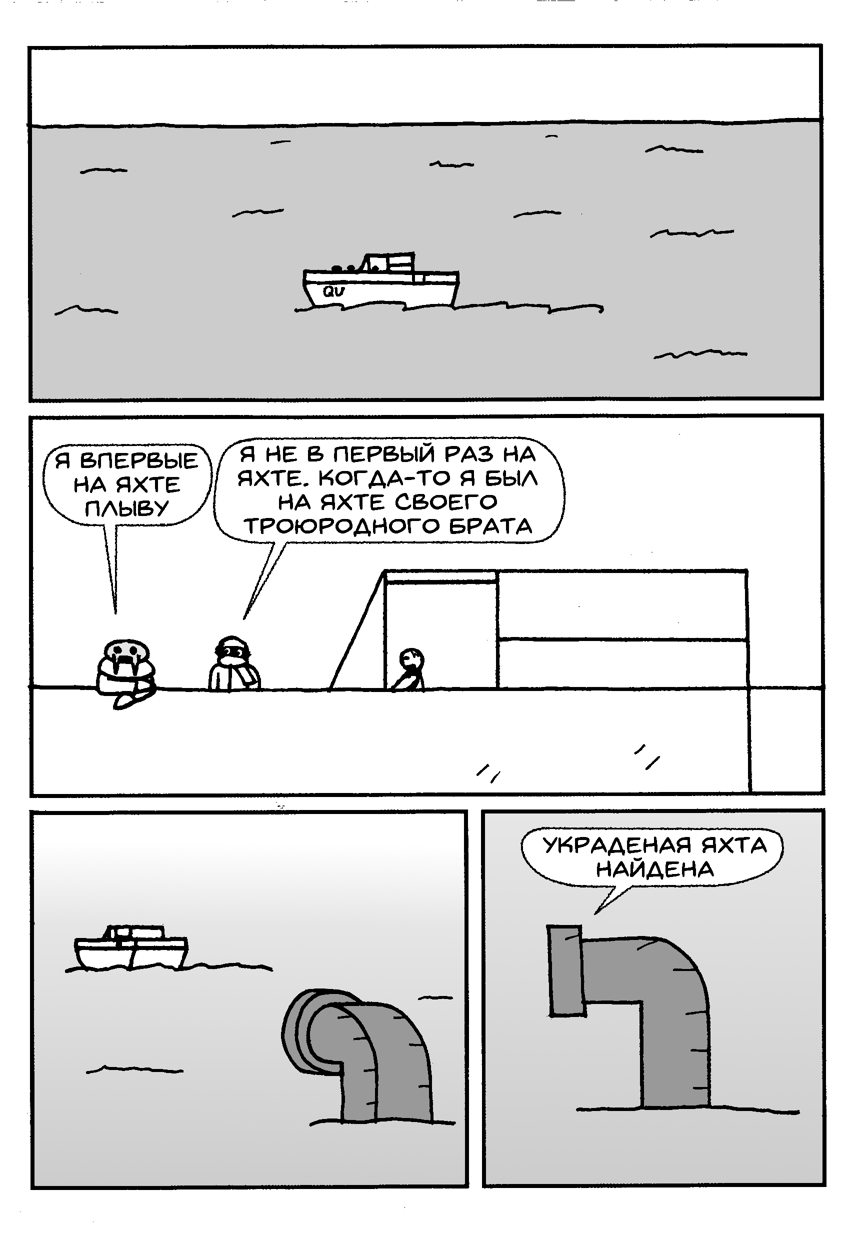 QU
Я ВПЕРВЫЕ
НА ЯХТЕ
ПЛЫВУ
Я НЕ В ПЕРВЫЙ РАЗ НА
ЯХТЕ. КОГДА-ТО Я БЫЛ
НА ЯХТЕ СВОЕГО
ТРОЮРОДНОГО БРАТА
УКРАДЕНАЯ ЯХТА
НАЙДЕНА